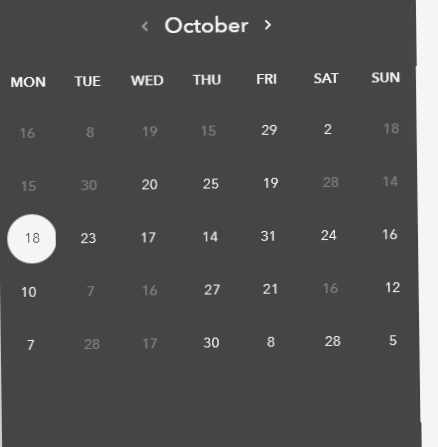 ‹ October ›
MON TUE WED THU FRI SAT SUN
16 8 19 15 29 2 18
15 30 20 25 19 28 14
18 23 17 14 31 24 16
10 7 16 27 21 16 12
7 28 17 30 8 28 5